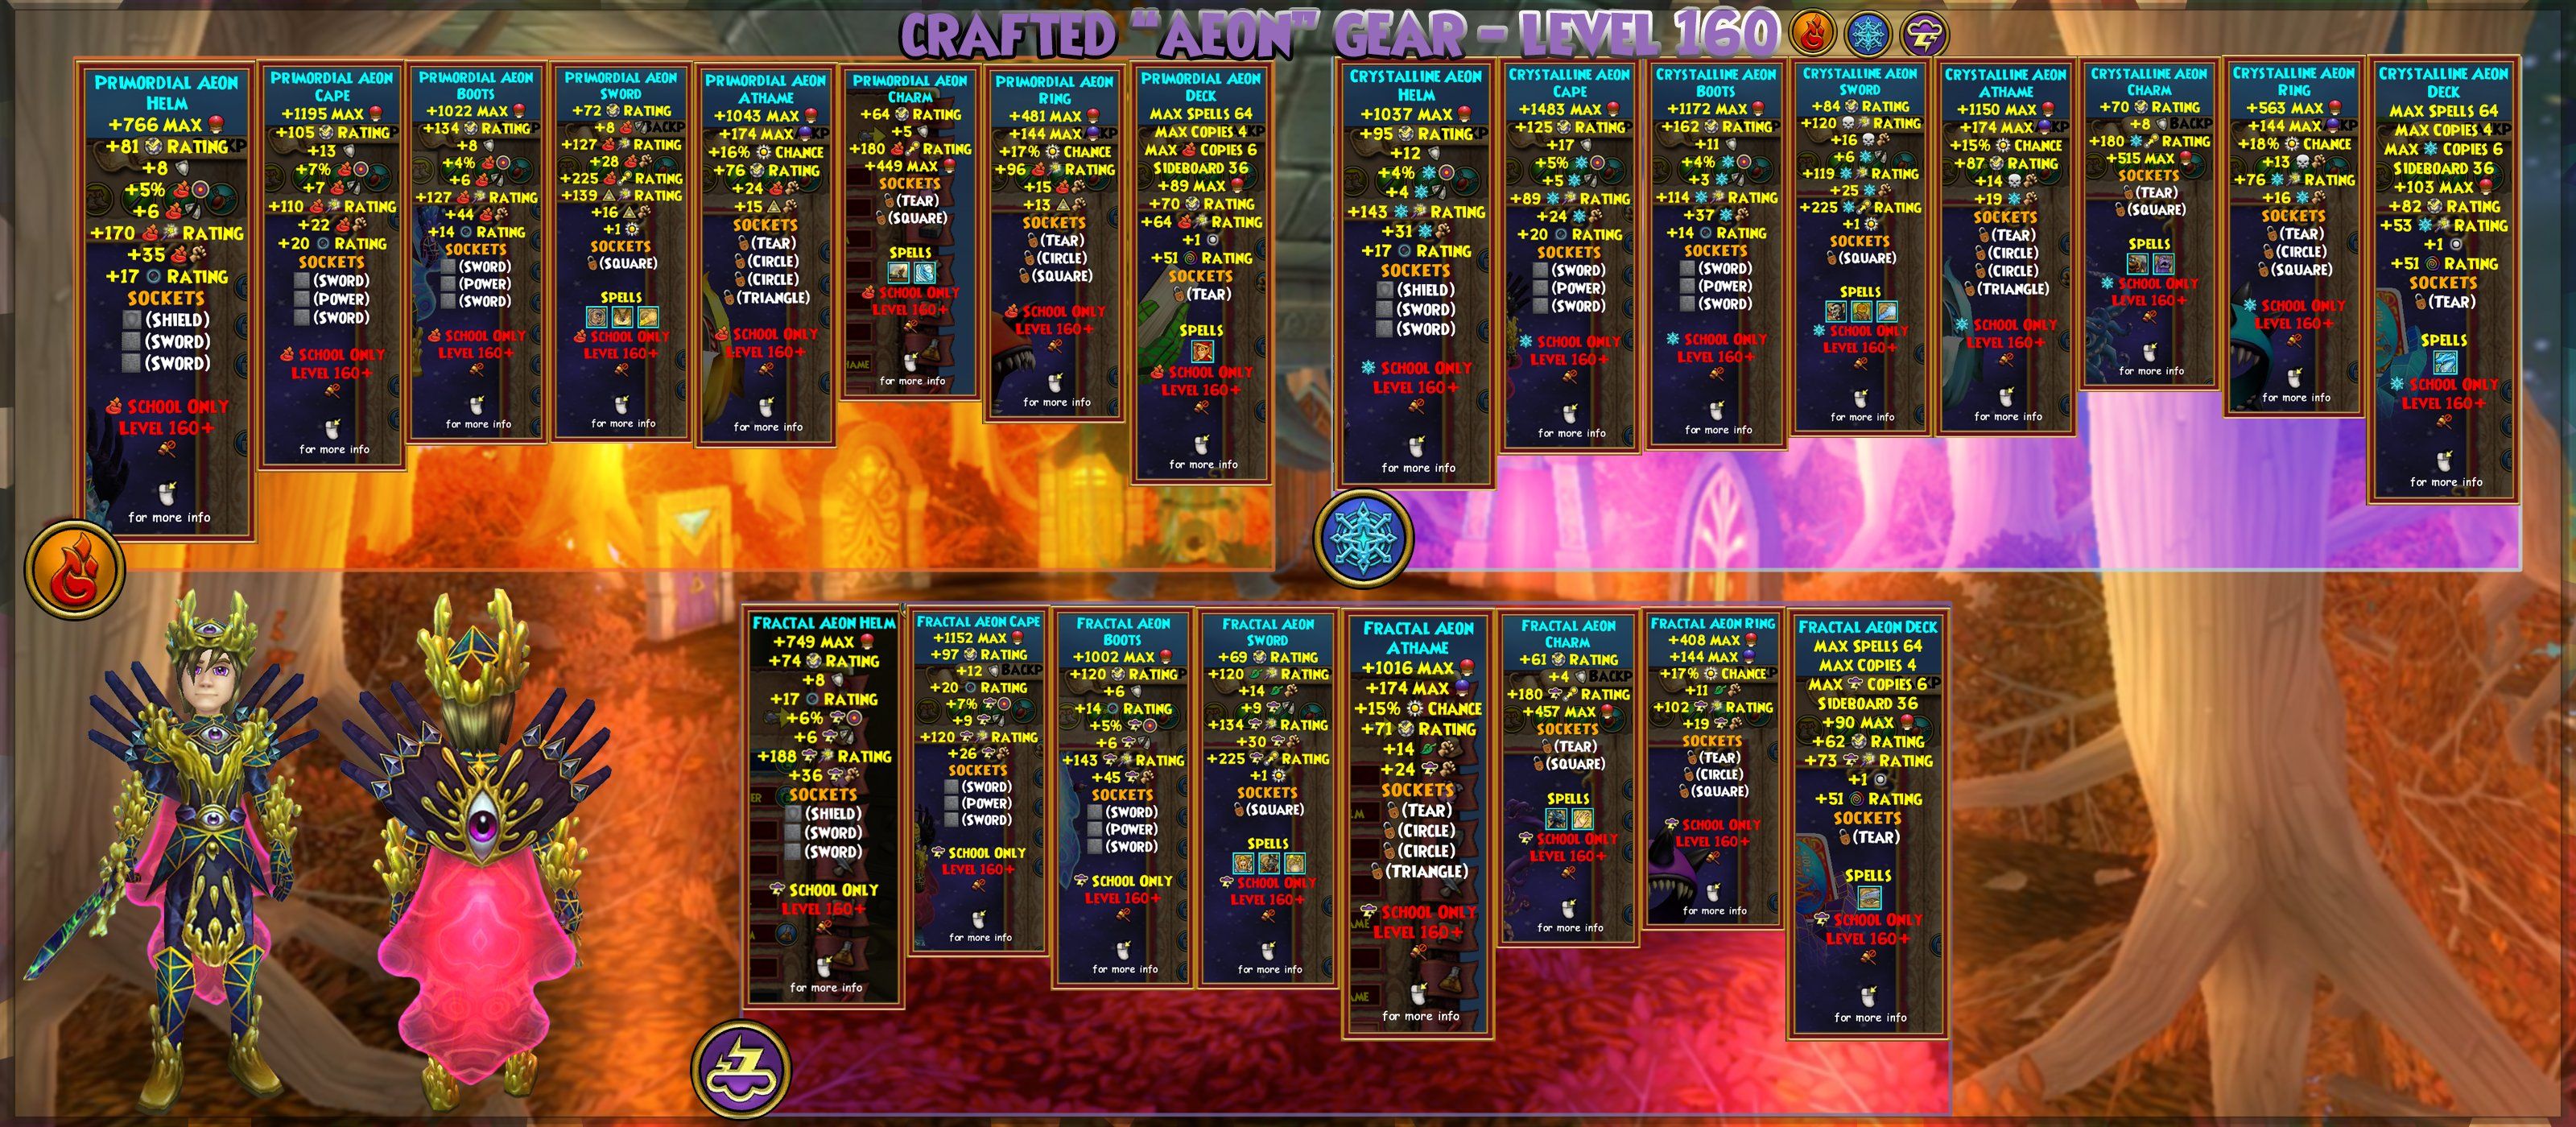 CRAFTED "AEON" GEAR - LEVEL 160
PRIMORDIAL AEON
HELM
+766 MAX
+81 RATING
+8
+5%
+6
+170 RATING
+35
+17 RATING
SOCKETS
(SHIELD)
(SWORD)
(SWORD)
SCHOOL ONLY
LEVEL 160+
for more info
PRIMORDIAL AEON
CAPE
+1195 MAX
+105 RATING
+13
+7%
+7
+110 RATING
+22
+20 RATING
SOCKETS
(SWORD)
(POWER)
(SWORD)
SCHOOL ONLY
LEVEL 160+
for more info
PRIMORDIAL AEON
BOOTS
+1022 MAX
+134 RATING
+8
+4%
+6
+127 RATING
+44
+14 RATING
SOCKETS
(SWORD)
(POWER)
(SWORD)
SCHOOL ONLY
LEVEL 160+
for more info
PRIMORDIAL AEON
SWORD
+72 RATING
+8
+127 RATING
+28
+225 RATING
+139 RATING
+16
+1
SOCKETS
(SQUARE)
SPELLS
SCHOOL ONLY
LEVEL 160+
for more info
PRIMORDIAL AEON
ATHAME
+1043 MAX
+174 MAX
+16% CHANCE
+76 RATING
+24
+15
SOCKETS
(TEAR)
(CIRCLE)
(CIRCLE)
(TRIANGLE)
SCHOOL ONLY
LEVEL 160+
for more info
PRIMORDIAL AEON
CHARM
+64 RATING
+5
+180 RATING
+449 MAX
SOCKETS
(TEAR)
(SQUARE)
SPELLS
SCHOOL ONLY
LEVEL 160+
for more info
PRIMORDIAL AEON
RING
+481 MAX
+144 MAX
+17% CHANCE
+96 RATING
+15
+13
SOCKETS
(TEAR)
(CIRCLE)
(SQUARE)
SCHOOL ONLY
LEVEL 160+
for more info
PRIMORDIAL AEON
DECK
MAX SPELLS 64
MAX COPIES 4
MAX COPIES 6
SIDEBOARD 36
+89 MAX
+70 RATING
+64 RATING
+1
+51 RATING
SOCKETS
(TEAR)
SPELLS
SCHOOL ONLY
LEVEL 160+
for more info
CRYSTALLINE AEON
HELM
+1037 MAX
+95 RATING
+12
+4%
+4
+143 RATING
+31
+17 RATING
SOCKETS
(SHIELD)
(SWORD)
(SWORD)
SCHOOL ONLY
LEVEL 160+
for more info
CRYSTALLINE AEON
CAPE
+1483 MAX
+125 RATING
+17
+5%
+5
+89 RATING
+24
+20 RATING
SOCKETS
(SWORD)
(POWER)
(SWORD)
SCHOOL ONLY
LEVEL 160+
for more info
CRYSTALLINE AEON
BOOTS
+1172 MAX
+162 RATING
+11
+4%
+3
+114 RATING
+37
+14 RATING
SOCKETS
(SWORD)
(POWER)
(SWORD)
SCHOOL ONLY
LEVEL 160+
for more info
CRYSTALLINE AEON
SWORD
+84 RATING
+120 RATING
+16
+6
+119 RATING
+25
+225 RATING
+1
SOCKETS
(SQUARE)
SPELLS
SCHOOL ONLY
LEVEL 160+
for more info
CRYSTALLINE AEON
ATHAME
+1150 MAX
+174 MAX
+15% CHANCE
+87 RATING
+14
+19
SOCKETS
(TEAR)
(CIRCLE)
(CIRCLE)
(TRIANGLE)
SCHOOL ONLY
LEVEL 160+
for more info
CRYSTALLINE AEON
CHARM
+70 RATING
+8
+180 RATING
+515 MAX
SOCKETS
(TEAR)
(SQUARE)
SPELLS
SCHOOL ONLY
LEVEL 160+
for more info
CRYSTALLINE AEON
RING
+563 MAX
+144 MAX
+18% CHANCE
+13
+76 RATING
+16
SOCKETS
(TEAR)
(CIRCLE)
(SQUARE)
SCHOOL ONLY
LEVEL 160+
for more info
CRYSTALLINE AEON
DECK
MAX SPELLS 64
MAX COPIES 4
MAX COPIES 6
SIDEBOARD 36
+103 MAX
+82 RATING
+53 RATING
+1
+51 RATING
SOCKETS
(TEAR)
SPELLS
SCHOOL ONLY
LEVEL 160+
for more info
FRACTAL AEON HELM
+749 MAX
+74 RATING
+8
+17 RATING
+6%
+6
+188 RATING
+36
SOCKETS
(SHIELD)
(SWORD)
(SWORD)
SCHOOL ONLY
LEVEL 160+
for more info
FRACTAL AEON CAPE
+1152 MAX
+97 RATING
+12
+20 RATING
+7%
+9
+120 RATING
+26
SOCKETS
(SWORD)
(POWER)
(SWORD)
SCHOOL ONLY
LEVEL 160+
for more info
FRACTAL AEON
BOOTS
+1002 MAX
+120 RATING
+6
+14 RATING
+5%
+6
+143 RATING
+45
SOCKETS
(SWORD)
(POWER)
(SWORD)
SCHOOL ONLY
LEVEL 160+
for more info
FRACTAL AEON
SWORD
+69 RATING
+120 RATING
+14
+9
+134 RATING
+30
+225 RATING
+1
SOCKETS
(SQUARE)
SPELLS
SCHOOL ONLY
LEVEL 160+
for more info
FRACTAL AEON
ATHAME
+1016 MAX
+174 MAX
+15% CHANCE
+71 RATING
+14
+24
SOCKETS
(TEAR)
(CIRCLE)
(CIRCLE)
(TRIANGLE)
SCHOOL ONLY
LEVEL 160+
for more info
FRACTAL AEON
CHARM
+61 RATING
+4
+180 RATING
+457 MAX
SOCKETS
(TEAR)
(SQUARE)
SPELLS
SCHOOL ONLY
LEVEL 160+
for more info
FRACTAL AEON RING
+408 MAX
+144 MAX
+17% CHANCE
+11
+102 RATING
+19
SOCKETS
(TEAR)
(CIRCLE)
(SQUARE)
SCHOOL ONLY
LEVEL 160+
for more info
FRACTAL AEON DECK
MAX SPELLS 64
MAX COPIES 4
MAX COPIES 6
SIDEBOARD 36
+90 MAX
+62 RATING
+73 RATING
+1
+51 RATING
SOCKETS
(TEAR)
SPELLS
SCHOOL ONLY
LEVEL 160+
for more info